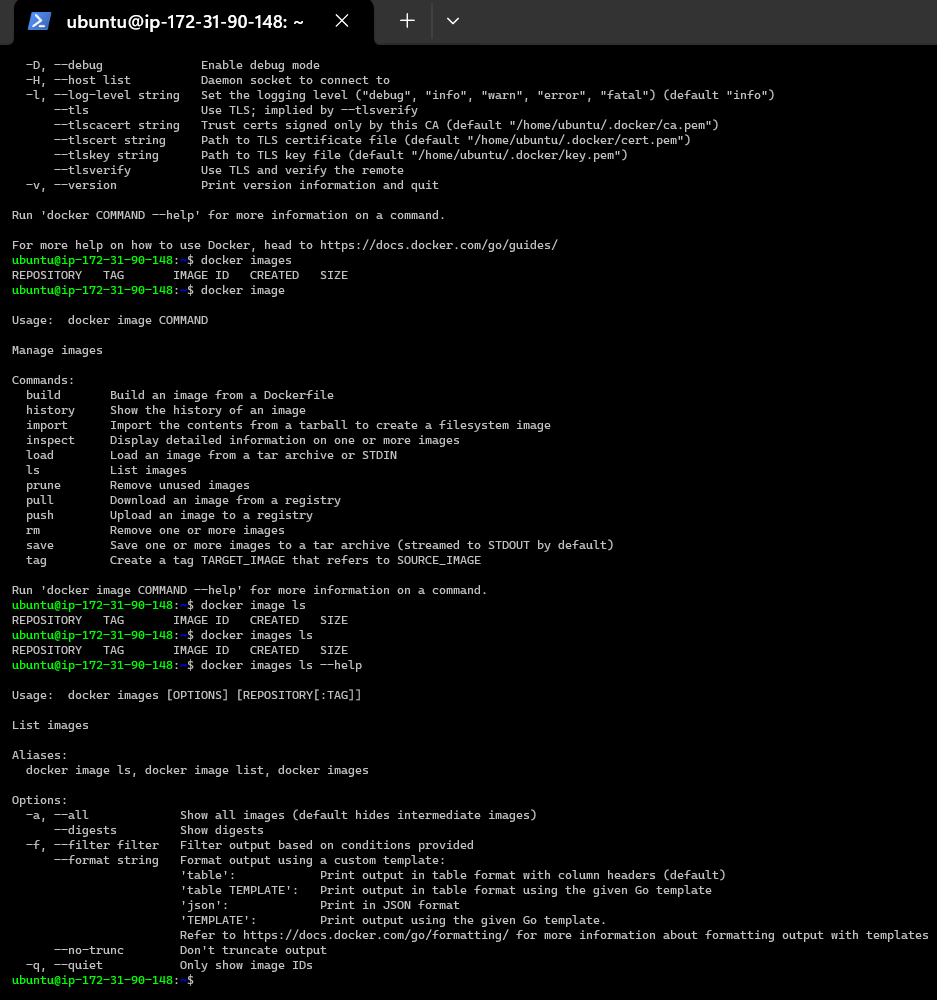 ubuntu@ip-172-31-90-148: ~
  -D, --debug              Enable debug mode
  -H, --host list          Daemon socket to connect to
  -l, --log-level string   Set the logging level ("debug", "info", "warn", "error", "fatal") (default "info")
      --tls                Use TLS; implied by --tlsverify
      --tlscacert string   Trust certs signed only by this CA (default "/home/ubuntu/.docker/ca.pem")
      --tlscert string     Path to TLS certificate file (default "/home/ubuntu/.docker/cert.pem")
      --tlskey string      Path to TLS key file (default "/home/ubuntu/.docker/key.pem")
      --tlsverify          Use TLS and verify the remote
  -v, --version            Print version information and quit

Run 'docker COMMAND --help' for more information on a command.

For more help on how to use Docker, head to https://docs.docker.com/go/guides/
ubuntu@ip-172-31-90-148:~$ docker images
REPOSITORY   TAG       IMAGE ID   CREATED   SIZE
ubuntu@ip-172-31-90-148:~$ docker image

Usage:  docker image COMMAND

Manage images

Commands:
  build       Build an image from a Dockerfile
  history     Show the history of an image
  import      Import the contents from a tarball to create a filesystem image
  inspect     Display detailed information on one or more images
  load        Load an image from a tar archive or STDIN
  ls          List images
  prune       Remove unused images
  pull        Download an image from a registry
  push        Upload an image to a registry
  rm          Remove one or more images
  save        Save one or more images to a tar archive (streamed to STDOUT by default)
  tag         Create a tag TARGET_IMAGE that refers to SOURCE_IMAGE

Run 'docker image COMMAND --help' for more information on a command.
ubuntu@ip-172-31-90-148:~$ docker image ls
REPOSITORY   TAG       IMAGE ID   CREATED   SIZE
ubuntu@ip-172-31-90-148:~$ docker images ls
REPOSITORY   TAG       IMAGE ID   CREATED   SIZE
ubuntu@ip-172-31-90-148:~$ docker images ls --help

Usage:  docker images [OPTIONS] [REPOSITORY[:TAG]]

List images

Aliases:
  docker image ls, docker image list, docker images

Options:
  -a, --all             Show all images (default hides intermediate images)
      --digests         Show digests
  -f, --filter filter   Filter output based on conditions provided
      --format string   Format output using a custom template:
                        'table':            Print output in table format with column headers (default)
                        'table TEMPLATE':   Print output in table format using the given Go template
                        'json':             Print in JSON format
                        'TEMPLATE':         Print output using the given Go template.
                        Refer to https://docs.docker.com/go/formatting/ for more information about formatting output with templates
      --no-trunc        Don't truncate output
  -q, --quiet           Only show image IDs
ubuntu@ip-172-31-90-148:~$